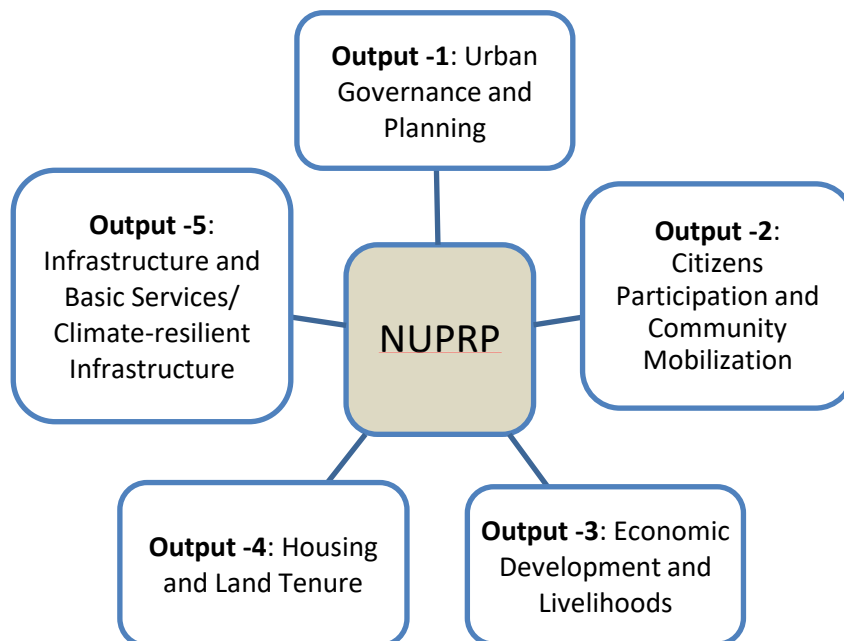 Output -1: Urban
Governance and
Planning
Output -2:
Citizens
Participation and
Community
Mobilization
Output -3: Economic
Development and
Livelihoods
Output -4: Housing
and Land Tenure
Output -5:
Infrastructure and
Basic Services/
Climate-resilient
Infrastructure
NUPRP